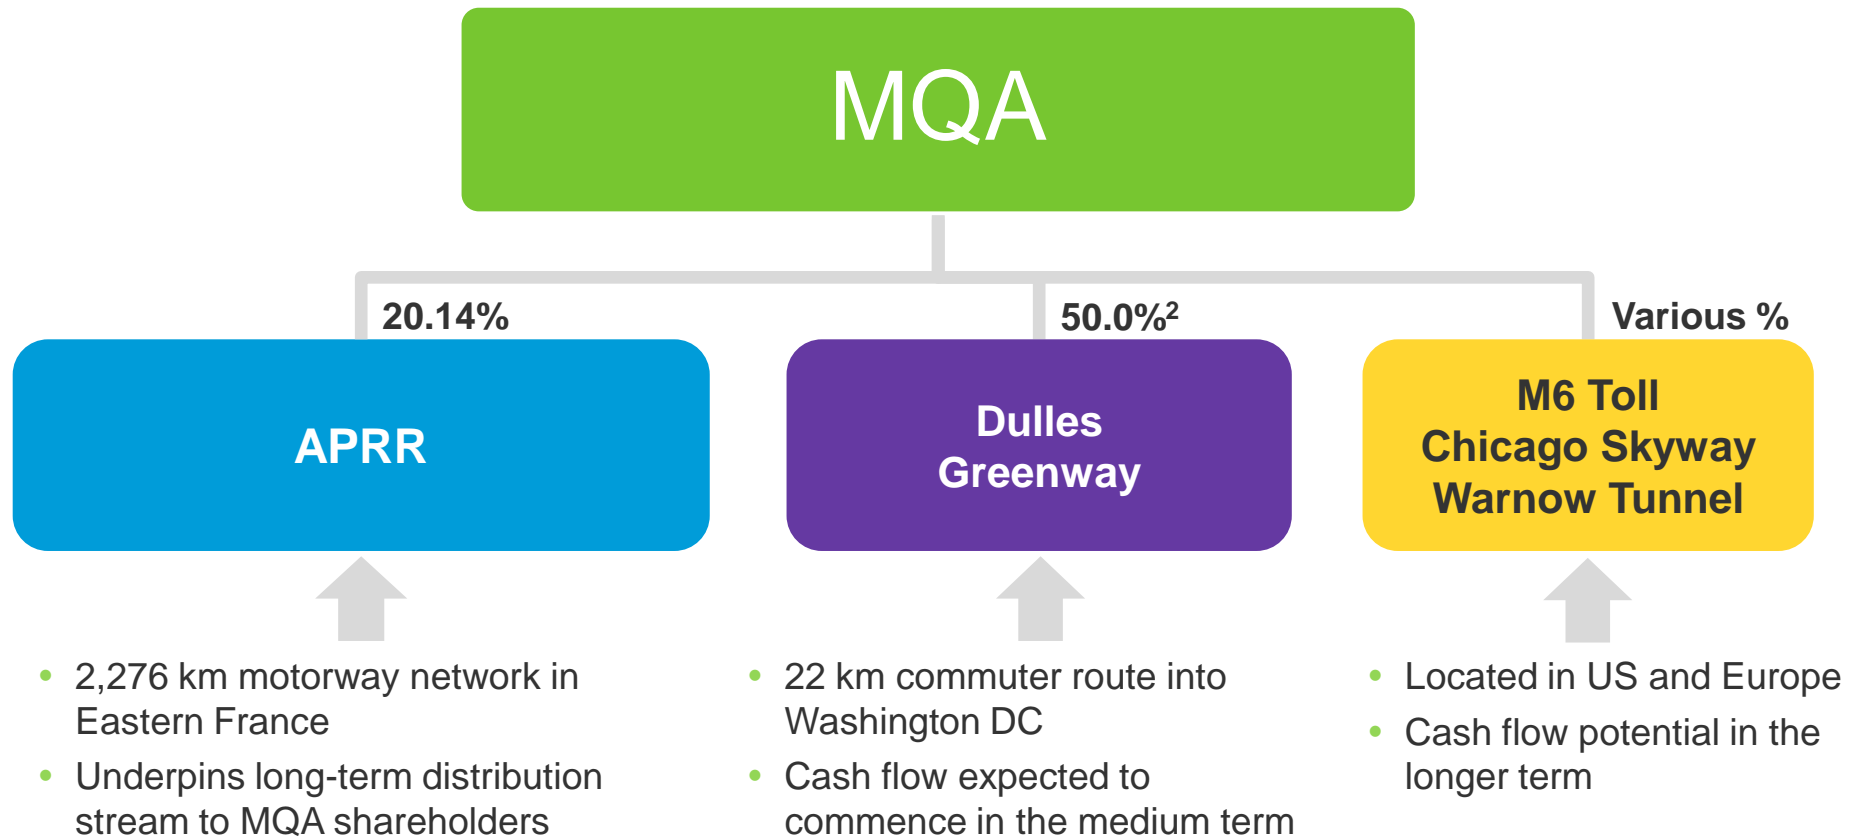 MQA
20.14%
50.0%²
Various %
APRR
Dulles
Greenway
M6 Toll
Chicago Skyway
Warnow Tunnel
• 2,276 km motorway network in
Eastern France
• Underpins long-term distribution
stream to MQA shareholders
• 22 km commuter route into
Washington DC
• Cash flow expected to
commence in the medium term
• Located in US and Europe
• Cash flow potential in the
longer term